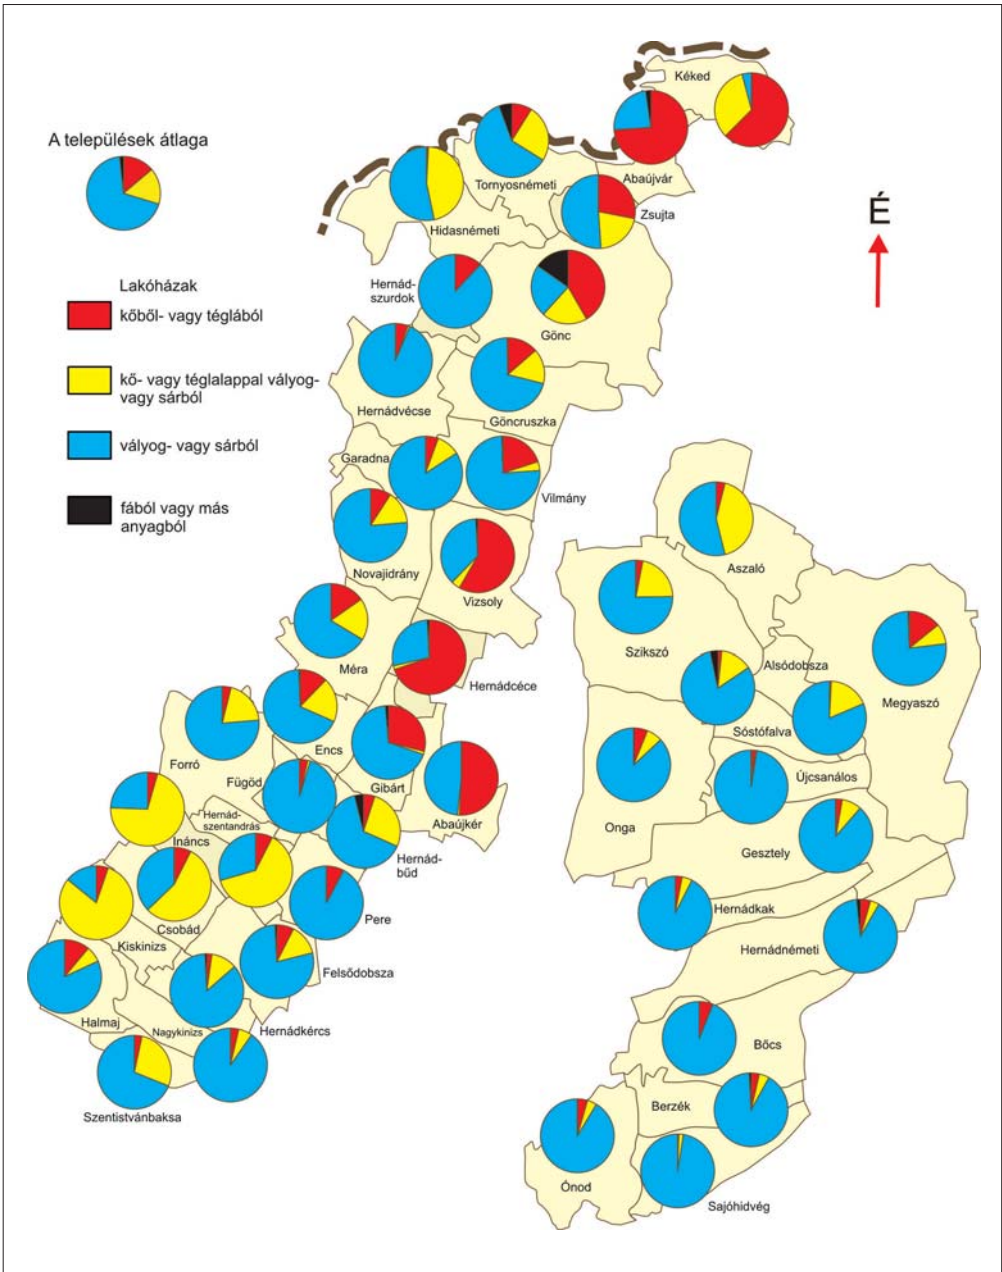 Kéked
A települések átlaga
Tornyosnémeti
Abaújvár
Zsujta
É
Hidasnémeti
Hernád-
szurdok
Gönc
Lakóházak
kőből- vagy téglából
kő- vagy téglalappal vályog-
vagy sárból
vályog- vagy sárból
fából vagy más
anyagból
Hernádvécse
Göncruszka
Garadna
Vilmány
Novajidrány
Vizsoly
Aszaló
Szikszó
Alsódobsza
Megyaszó
Méra
Hernádcéce
Sóstófalva
Forró
Encs
Fügöd
Gibárt
Abaújkér
Újcsanálos
Onga
Gesztely
Hernád-
szentandrás
Ináncs
Hernád-
bűd
Pere
Hernádkak
Csobád
Kiskinizs
Hernádnémeti
Felsődobsza
Halmaj
Nagykinizs
Hernádkércs
Bőcs
Szentistvánbaksa
Berzék
Ónod
Sajóhidvég